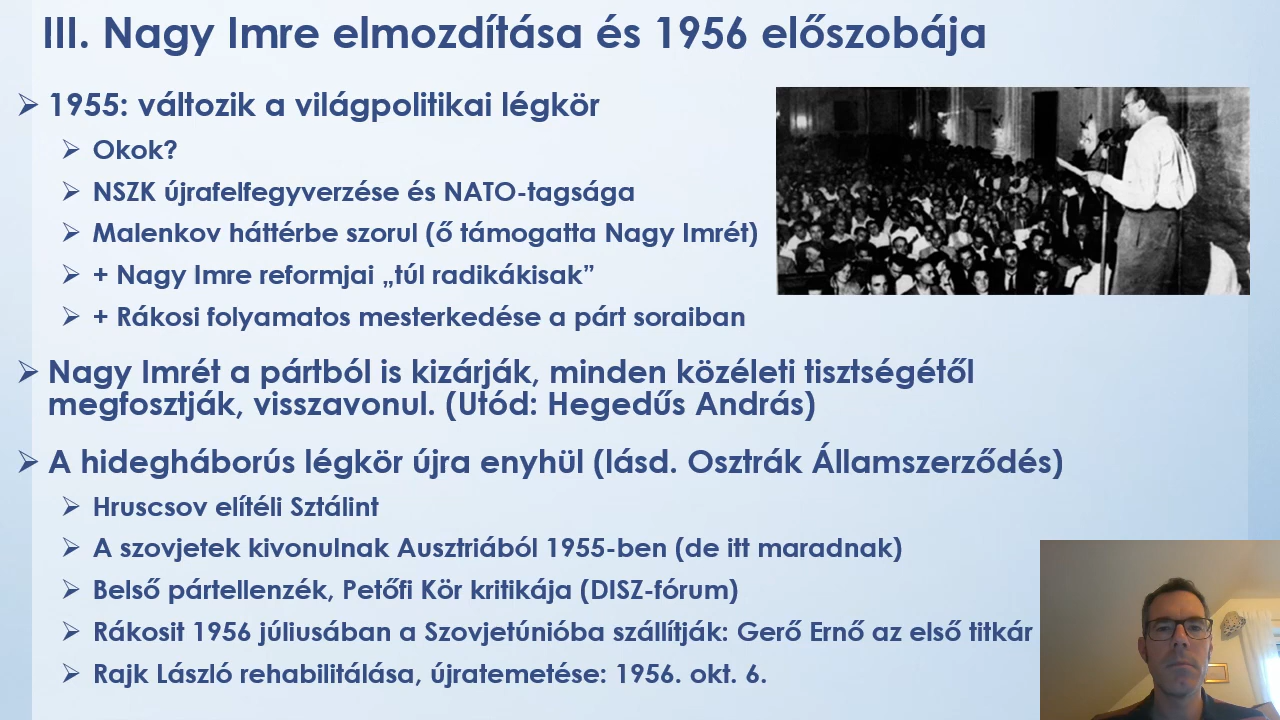 III. Nagy Imre elmozdítása és 1956 előszobája
1955: változik a világpolitikai légkör
Okok?
NSZK újrafelfegyverzése és NATO-tagsága
Malenkov háttérbe szorul (ő támogatta Nagy Imrét)
+ Nagy Imre reformjai „túl radikákisak”
+ Rákosi folyamatos mesterkedése a párt soraiban
Nagy Imrét a pártból is kizárják, minden közéleti tisztségétől
megfosztják, visszavonul. (Utód: Hegedűs András)
A hidegháborús légkör újra enyhül (lásd. Osztrák Államszerződés)
Hruscsov elítéli Sztálint
A szovjetek kivonulnak Ausztriából 1955-ben (de itt maradnak)
Belső pártellenzék, Petőfi Kör kritikája (DISZ-fórum)
Rákosit 1956 júliusában a Szovjetúnióba szállítják: Gerő Ernő az első titkár
Rajk László rehabilitálása, újratemetése: 1956. okt. 6.